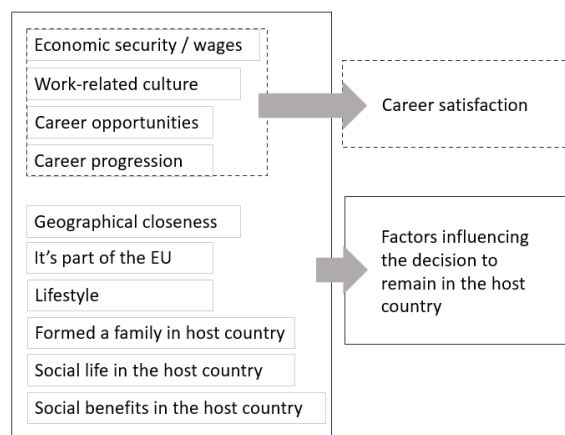 Economic security / wages
Work-related culture
Career opportunities
Career progression
Career satisfaction
Geographical closeness
It's part of the EU
Lifestyle
Formed a family in host country
Social life in the host country
Social benefits in the host country
Factors influencing
the decision to
remain in the host
country